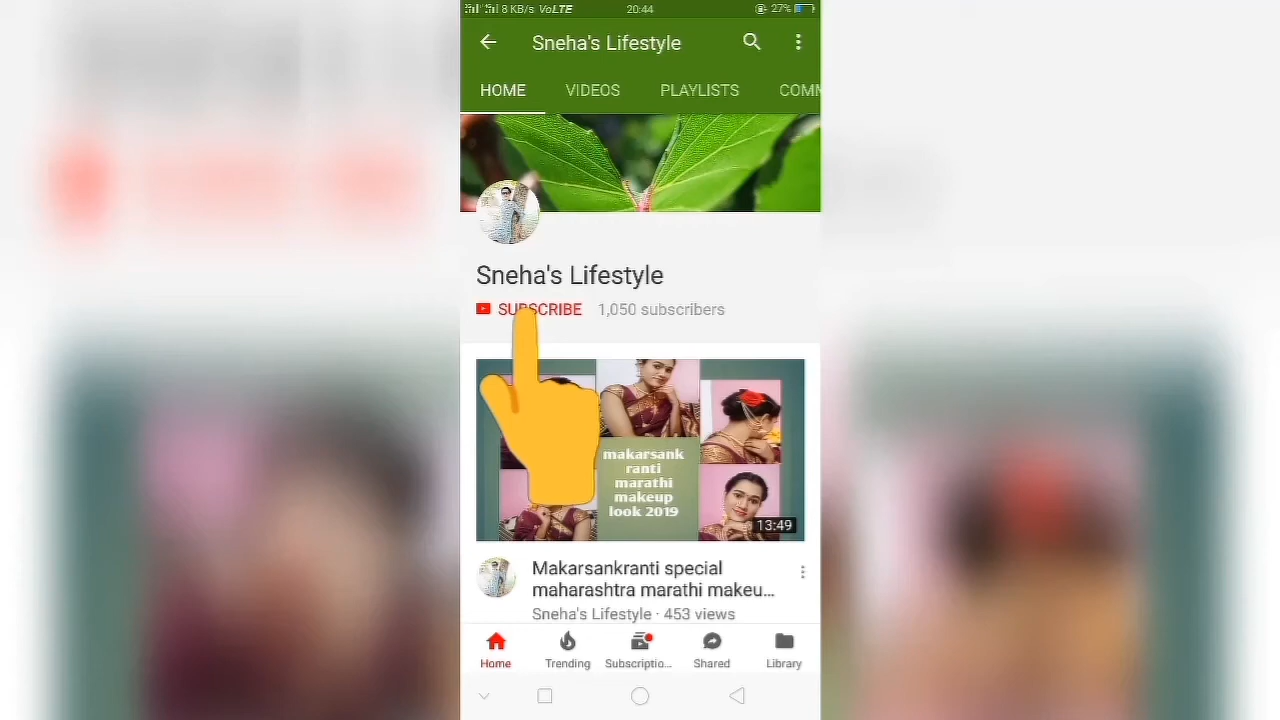 8 KB/s VoLTE 20:44 27%
Sneha's Lifestyle
HOME VIDEOS PLAYLISTS COMM
Sneha's Lifestyle
SUBSCRIBE 1,050 subscribers
makarsank
ranti
marathi
makeup
look 2019
13:49
Makarsankranti special
maharashtra marathi makeu...
Sneha's Lifestyle · 453 views
Home Trending Subscriptio... Shared Library